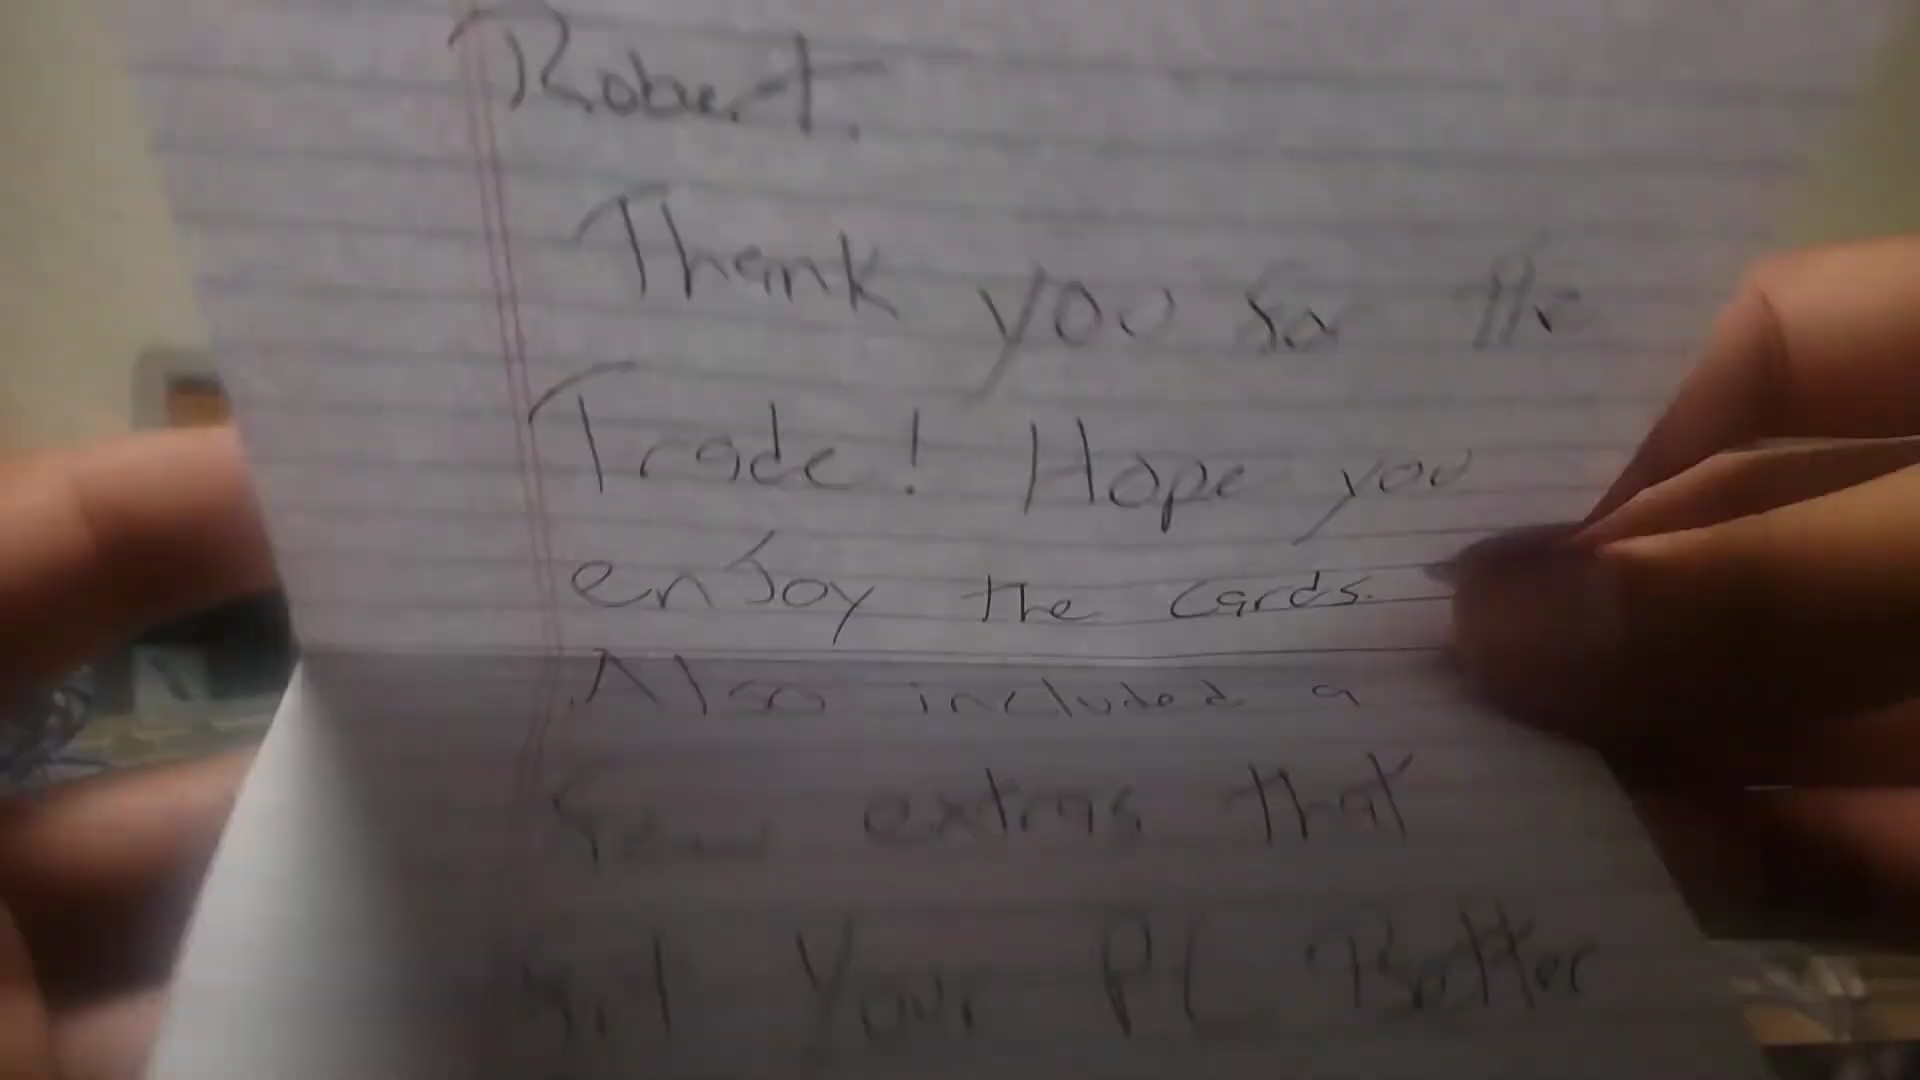 Robert.
Thank you for the
Trade! Hope you
enJoy the cards.
Also included a
few extras that
fit Your PC Better